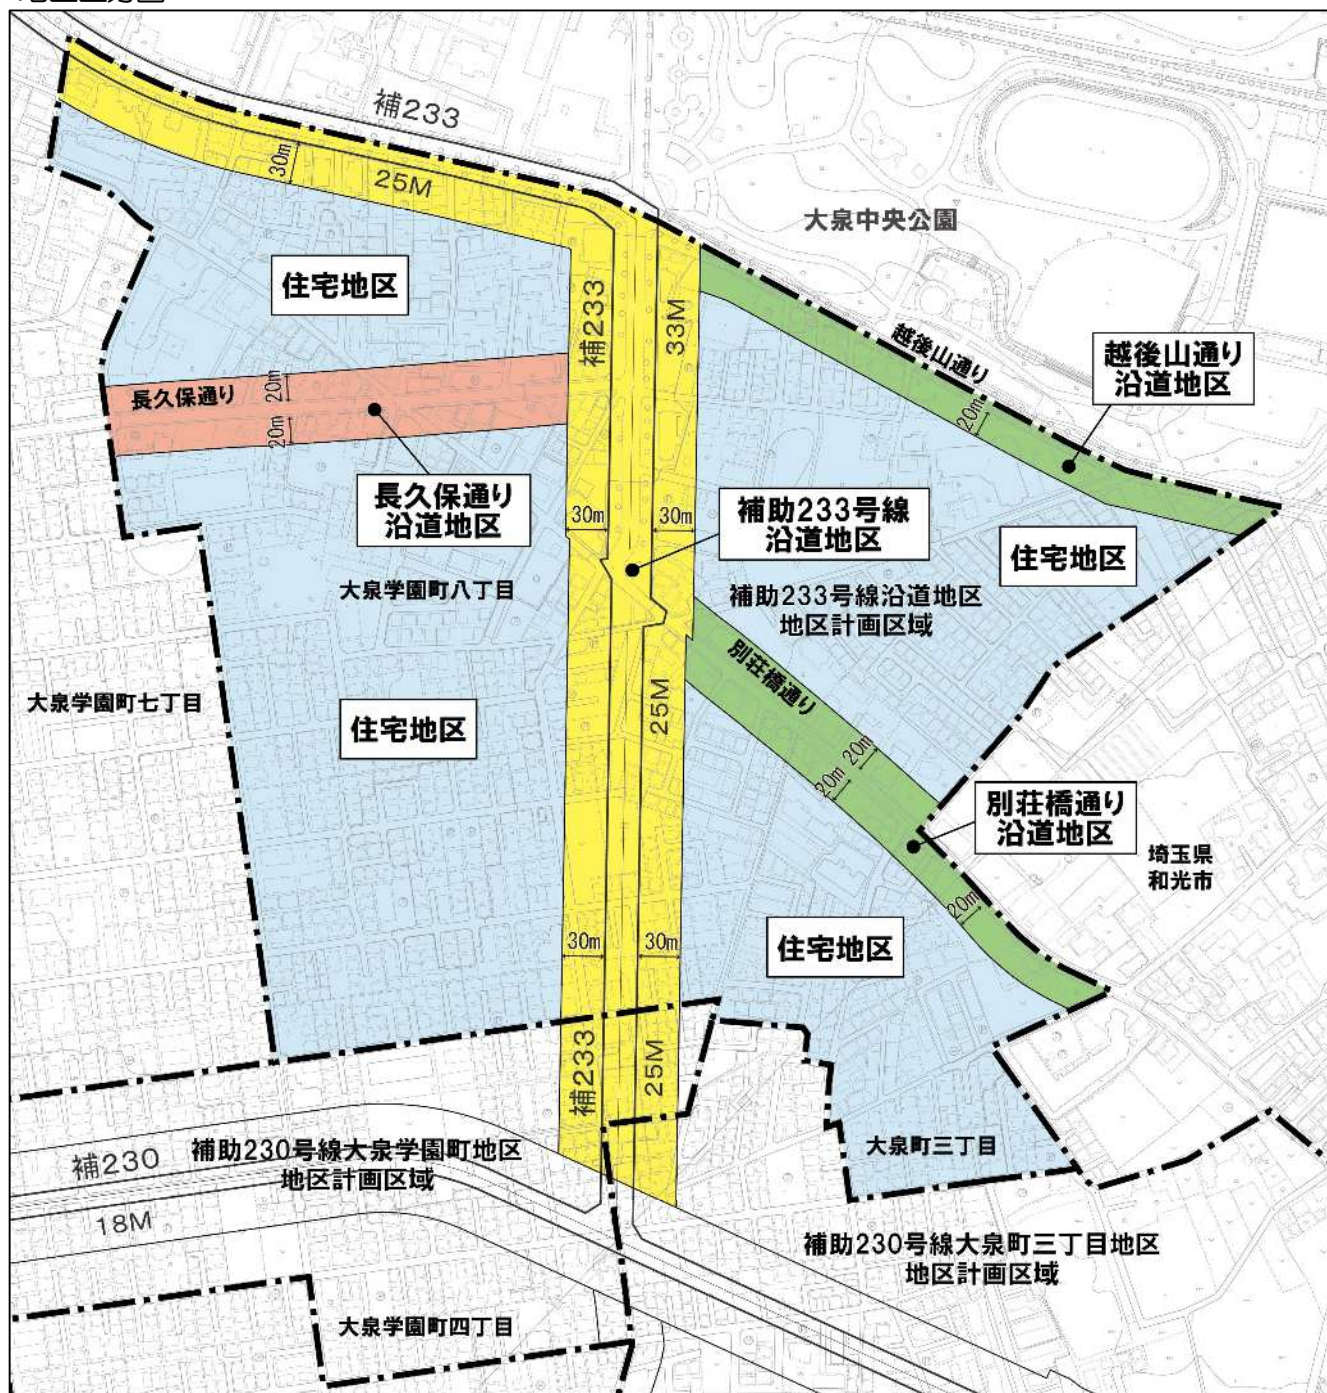 補233
30m
25M
大泉中央公園
住宅地区
補233
33M
越後山通り
越後山通り
沿道地区
長久保通り
20m
20m
20m
長久保通り
沿道地区
30m
30m
補助233号線
沿道地区
住宅地区
大泉学園町八丁目
補助233号線沿道地区
地区計画区域
別荘橋通り
大泉学園町七丁目
住宅地区
25M
20m
20m
別荘橋通り
沿道地区
埼玉県
和光市
20m
30m
30m
住宅地区
補233
25M
大泉町三丁目
補230
補助230号線大泉学園町地区
地区計画区域
18M
補助230号線大泉町三丁目地区
地区計画区域
大泉学園町四丁目